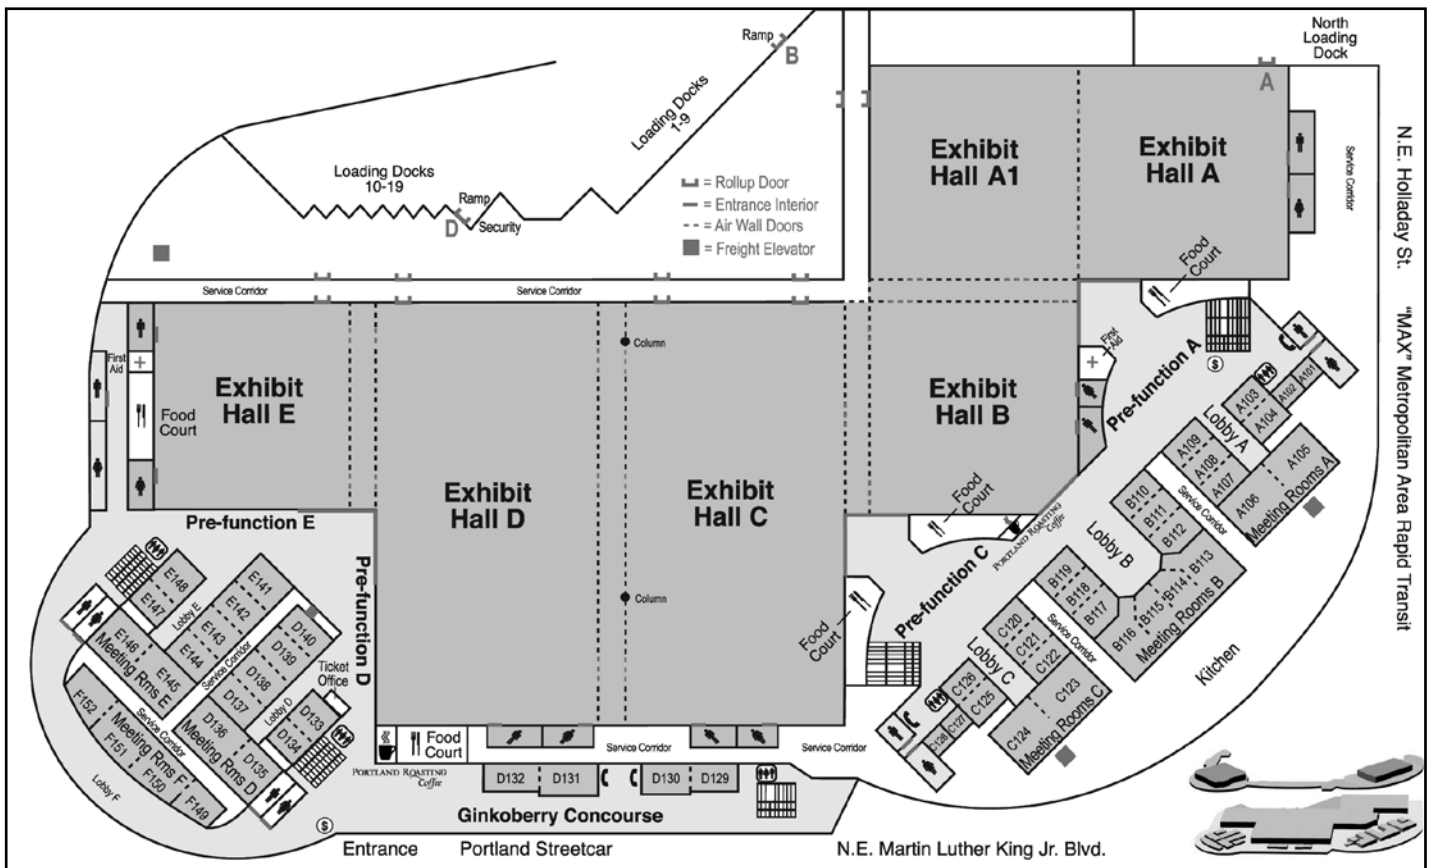 North
Loading
Dock
Ramp
B
A
Loading Docks
1-9
Exhibit
Hall A1
Exhibit
Hall A
N.E. Holladay St.
"MAX" Metropolitan Area Rapid Transit
Service Corridor
Loading Docks
10-19
Ramp
D
Security
= Rollup Door
= Entrance Interior
= Air Wall Doors
= Freight Elevator
Food
Court
Service Corridor
Service Corridor
First
Aid
Food
Court
Exhibit
Hall E
Column
Exhibit
Hall B
First
Aid
Pre-function A
$
A101
A102
A103
A104
Lobby A
A109
A108
A107
A105
A106
Meeting Rooms A
Service Corridor
Exhibit
Hall D
Exhibit
Hall C
Column
Food
Court
PORTLAND ROASTING
Coffee
Pre-function C
B110
B111
B112
Lobby B
B113
B114
B115
B116
Meeting Rooms B
B119
B118
B117
Service Corridor
Kitchen
Pre-function E
Pre-function D
E148
E147
Lobby E
E141
E142
E143
E144
E146
E145
Meeting Rms E
Service Corridor
D140
D139
D138
D137
Lobby D
Ticket
Office
D133
D134
D136
D135
Meeting Rms D
Service Corridor
F152
F151
F150
F149
Meeting Rms F
Lobby F
Food
Court
C120
C121
C122
Lobby C
C126
C125
C127
C128
C123
C124
Meeting Rooms C
Food
Court
PORTLAND ROASTING
Coffee
Service Corridor
Service Corridor
D132
D131
D130
D129
Ginkoberry Concourse
$
Entrance
Portland Streetcar
N.E. Martin Luther King Jr. Blvd.